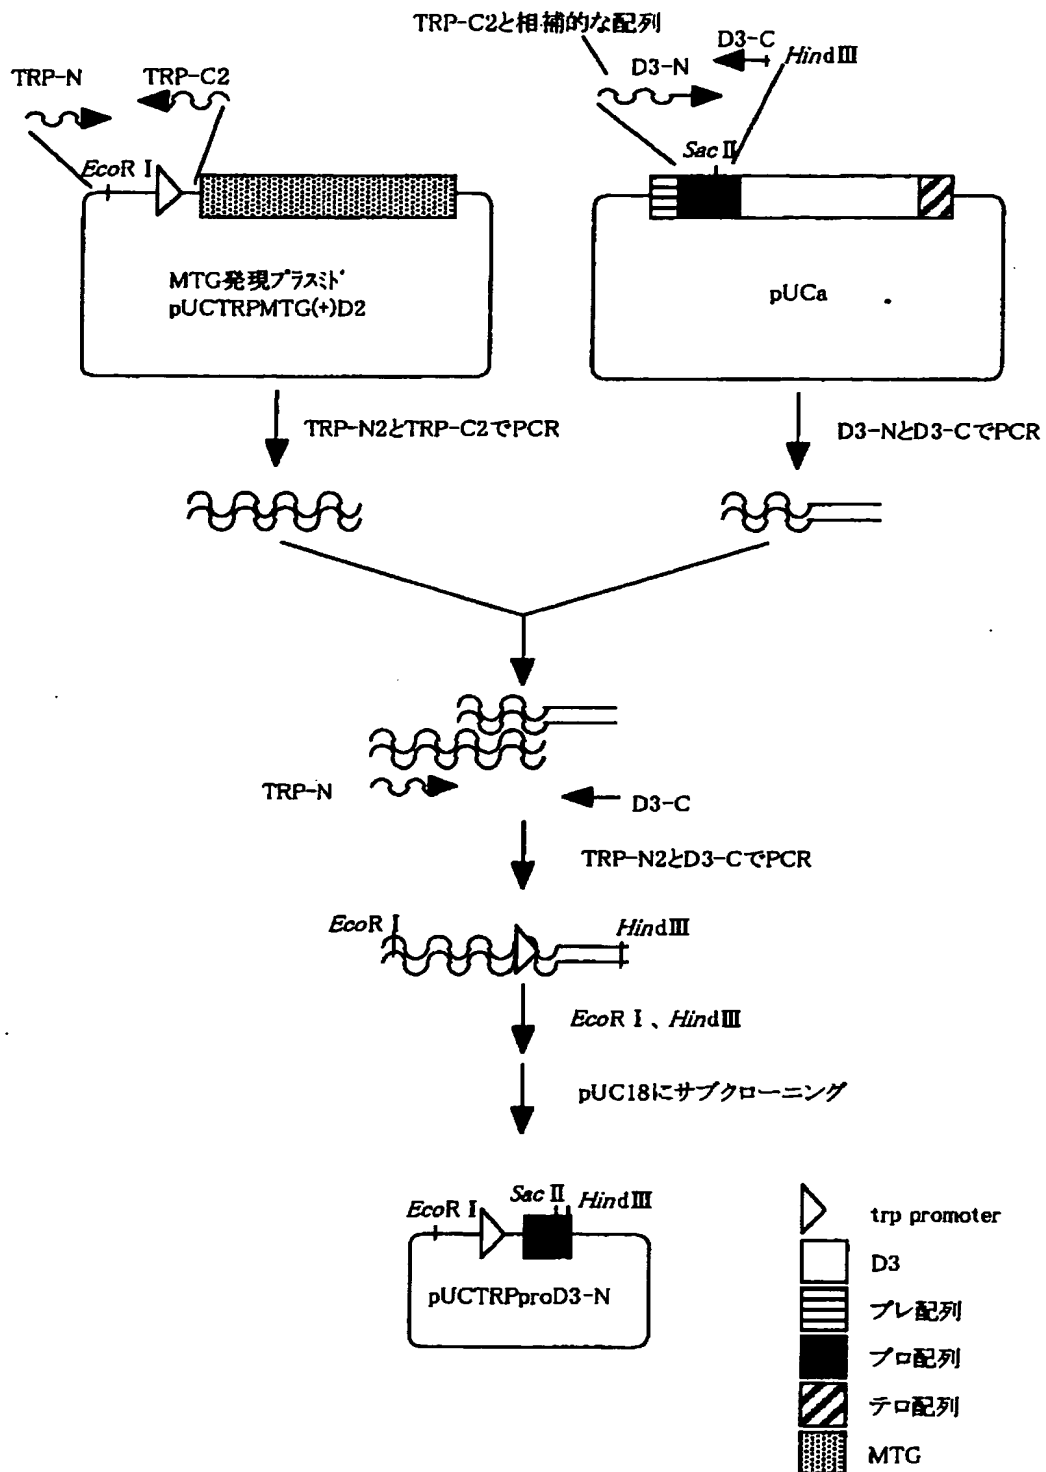 TRP-C2と相補的な配列
D3-C
HindⅢ
TRP-N
TRP-C2
D3-N
EcoRⅠ
SacⅡ
MTG発現プラスミド
pUCTRPMTG(+)D2
pUCa
TRP-N2とTRP-C2でPCR
D3-NとD3-CでPCR
TRP-N
D3-C
TRP-N2とD3-CでPCR
EcoRⅠ
HindⅢ
EcoRⅠ、HindⅢ
pUC18にサブクローニング
EcoRⅠ
SacⅡ
HindⅢ
pUCTRPproD3-N
trp promoter
D3
プレ配列
プロ配列
テロ配列
MTG